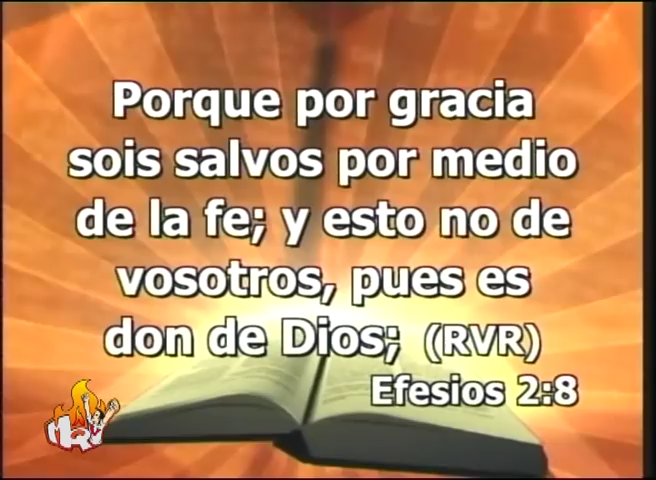 Porque por gracia
sois salvos por medio
de la fe; y esto no de
vosotros, pues es
don de Dios; (RVR)
Efesios 2:8
MRV